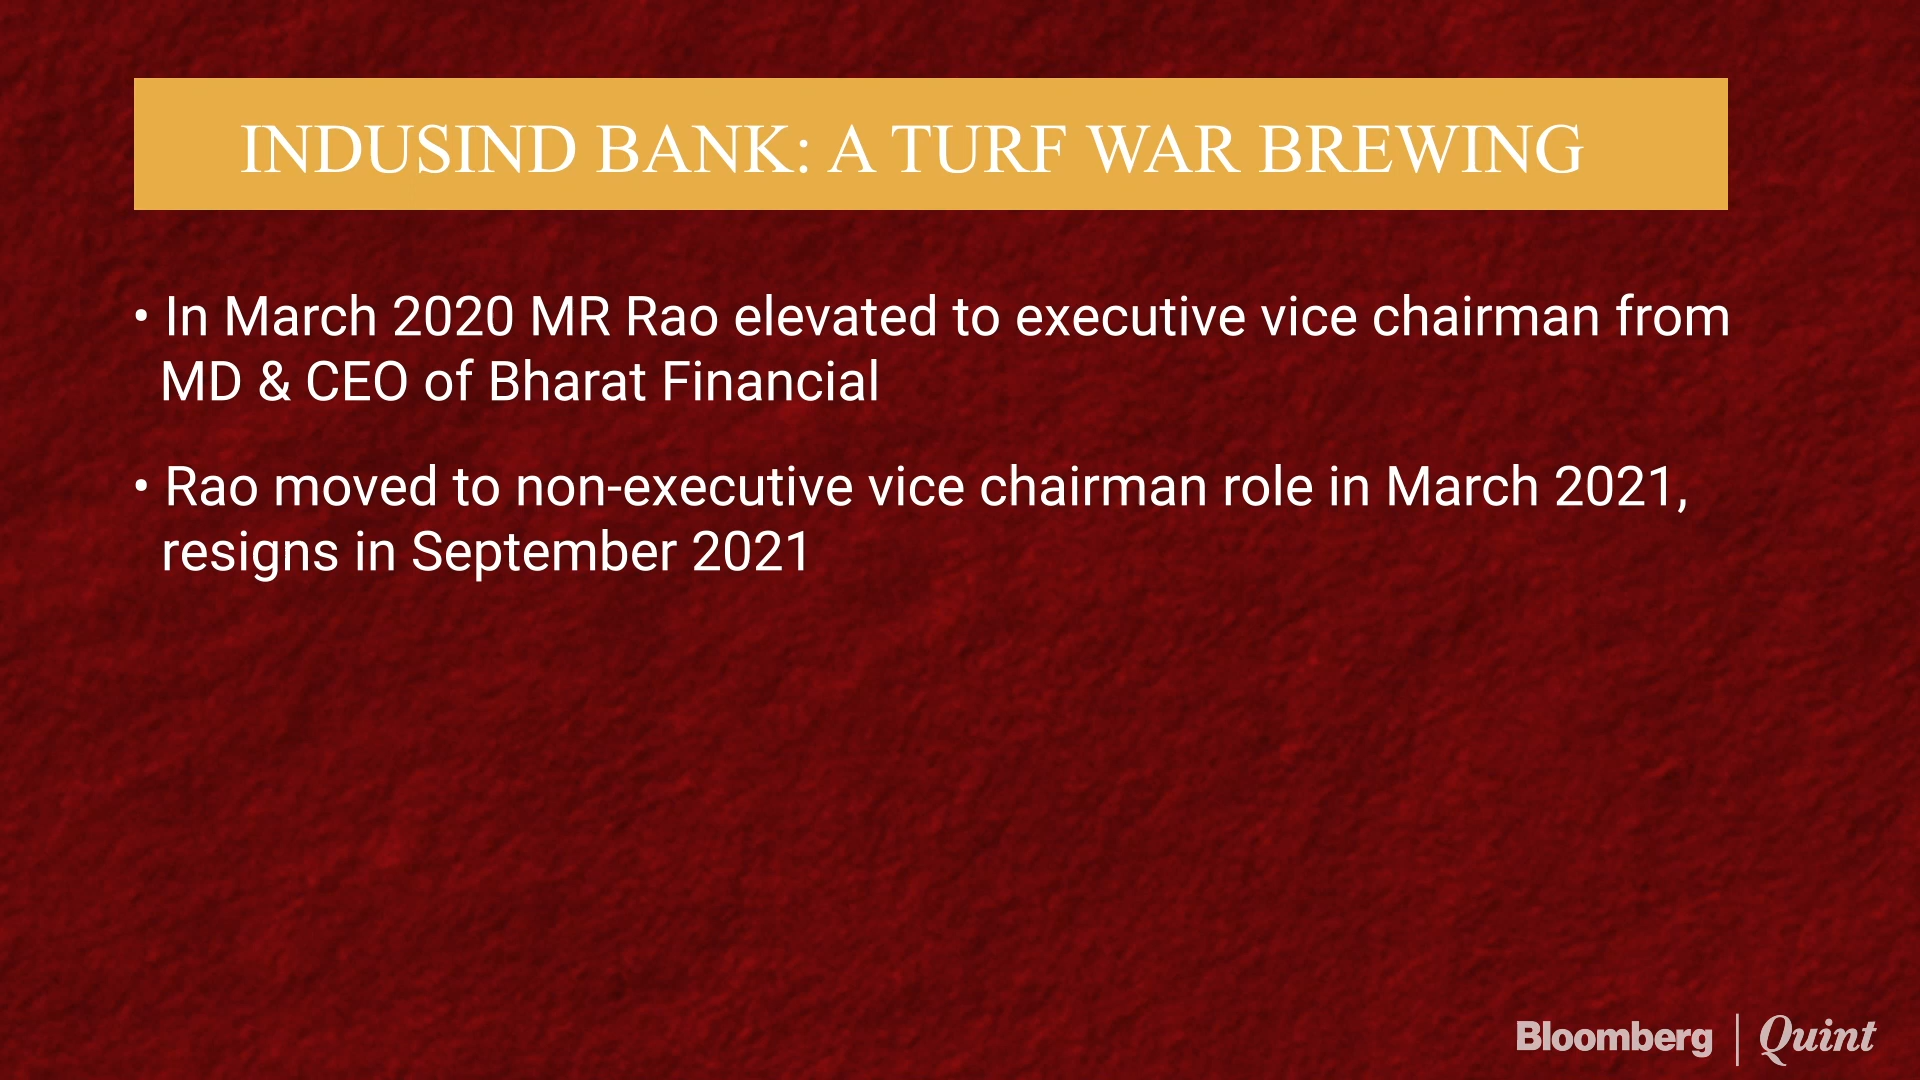 INDUSIND BANK: A TURF WAR BREWING
• In March 2020 MR Rao elevated to executive vice chairman from
MD & CEO of Bharat Financial
• Rao moved to non-executive vice chairman role in March 2021,
resigns in September 2021
Bloomberg | Quint